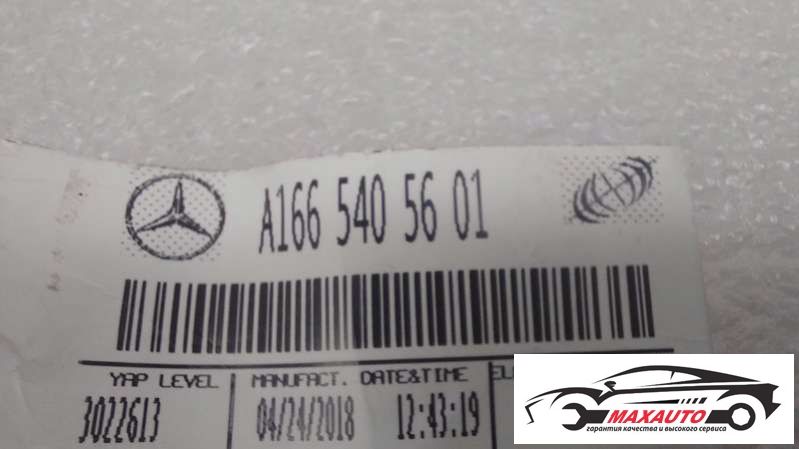 A166 540 56 01
YAP LEVEL MANUFACT. DATE&TIME
3022613 04/24/2018 12:43:19
MAXAUTO
гарантия качества и высокого сервиса